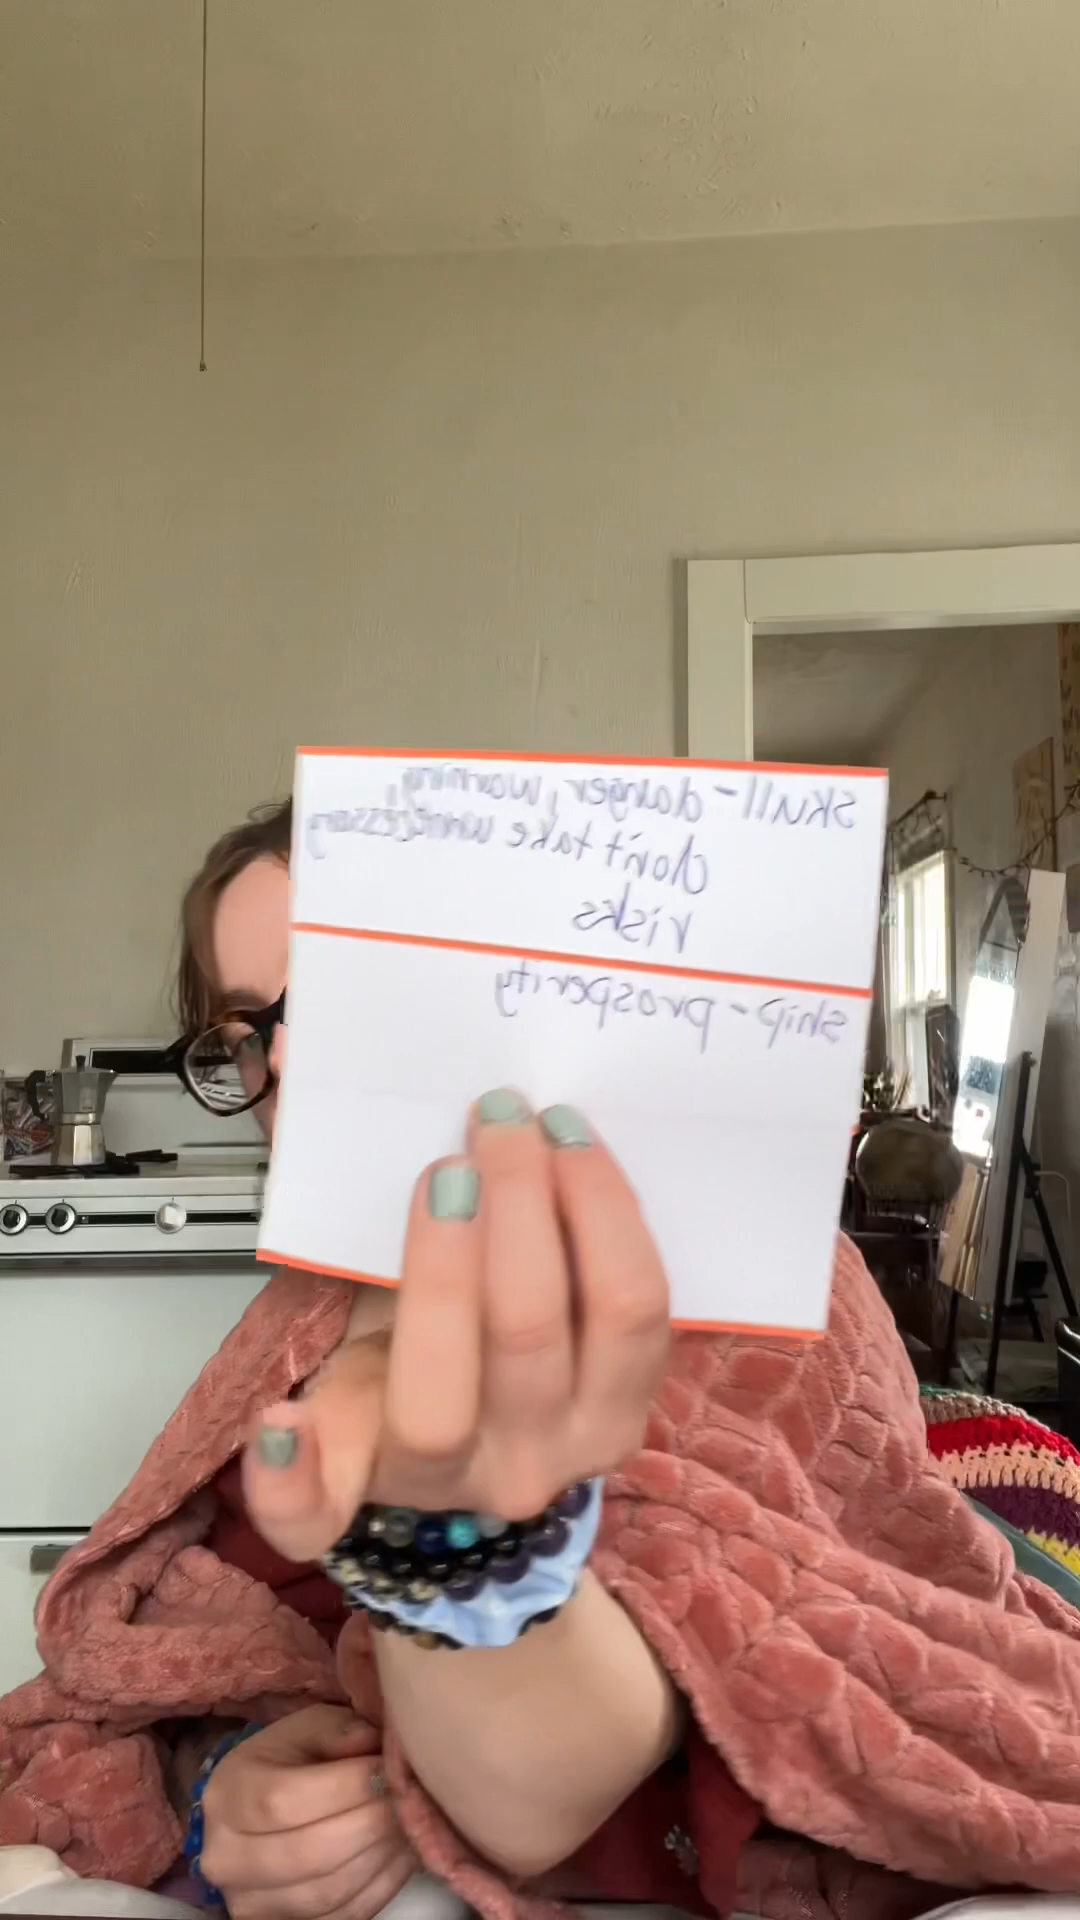 skull - danger, warning,
don't take unnecessary
risks
ship - prosperity